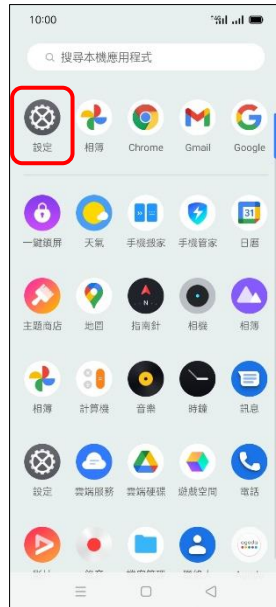 10:00
搜尋本機應用程式
設定 相簿 Chrome Gmail Google
31
一鍵鎖屏 天氣 手機搬家 手機管家 日曆
N
主題商店 地圖 指南針 相機 相簿
相簿 計算機 音樂 時鐘 訊息
設定 雲端服務 雲端硬碟 遊戲空間 電話
agoda